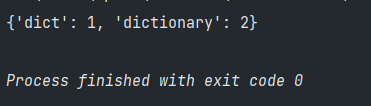 {'dict': 1, 'dictionary': 2}
Process finished with exit code 0